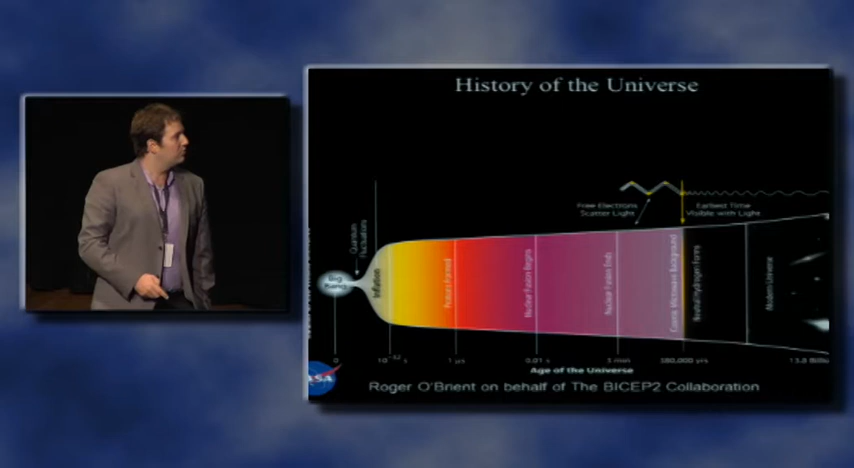 History of the Universe
Free Electrons
Scatter Light
Earliest Time
Visible with Light
Quantum
Fluctuations
Big
Bang
Inflation
Protons Formed
Nuclear Fusion Begins
Nuclear Fusion Ends
Cosmic Microwave Background
Neutral Hydrogen Forms
Modern Universe
0
1 µs
0.01 s
3 min
380,000 yrs
Age of the Universe
NASA
Roger O'Brient on behalf of The BICEP2 Collaboration